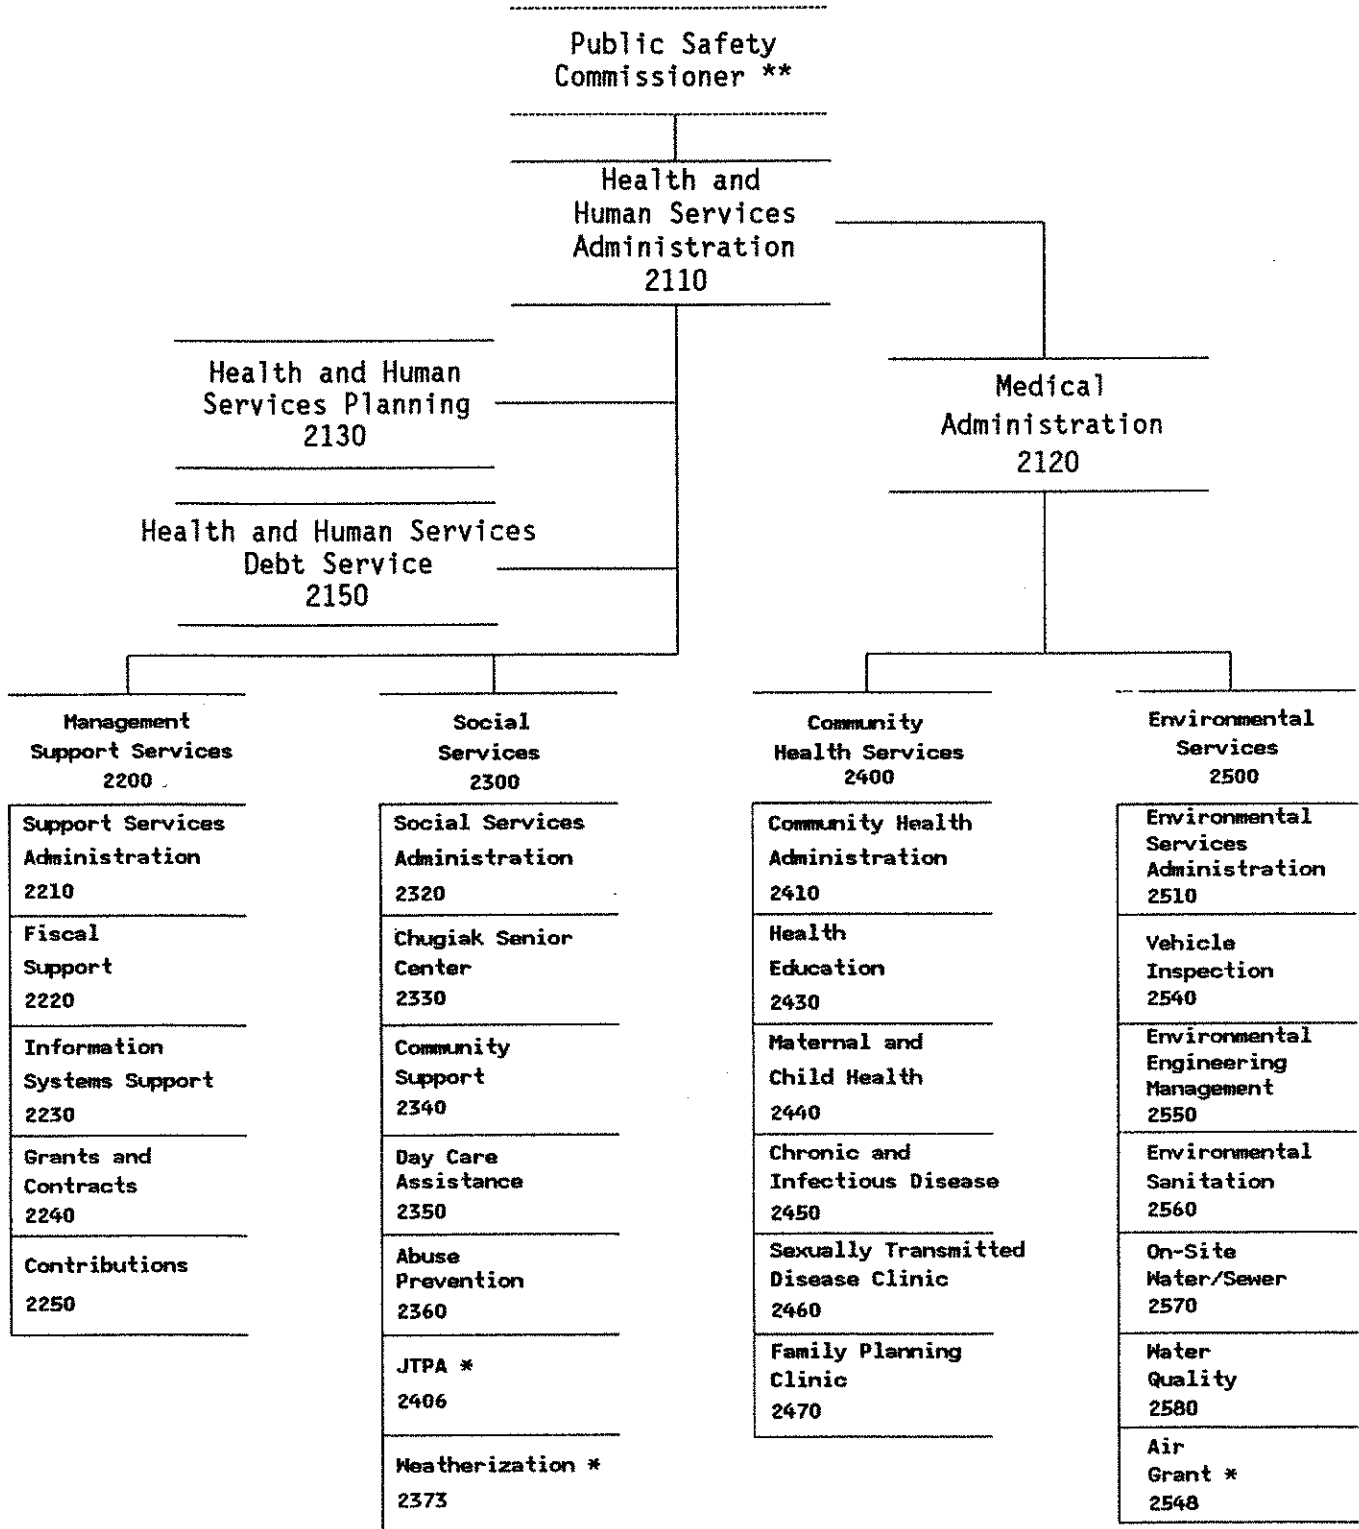 Public Safety
Commissioner **
Health and
Human Services
Administration
2110
Health and Human
Services Planning
2130
Medical
Administration
2120
Health and Human Services
Debt Service
2150
Management
Support Services
2200
Support Services
Administration
2210
Fiscal
Support
2220
Information
Systems Support
2230
Grants and
Contracts
2240
Contributions
2250
Social
Services
2300
Social Services
Administration
2320
Chugiak Senior
Center
2330
Community
Support
2340
Day Care
Assistance
2350
Abuse
Prevention
2360
JTPA *
2406
Weatherization *
2373
Community
Health Services
2400
Community Health
Administration
2410
Health
Education
2430
Maternal and
Child Health
2440
Chronic and
Infectious Disease
2450
Sexually Transmitted
Disease Clinic
2460
Family Planning
Clinic
2470
Environmental
Services
2500
Environmental
Services
Administration
2510
Vehicle
Inspection
2540
Environmental
Engineering
Management
2550
Environmental
Sanitation
2560
On-Site
Water/Sewer
2570
Water
Quality
2580
Air
Grant *
2548